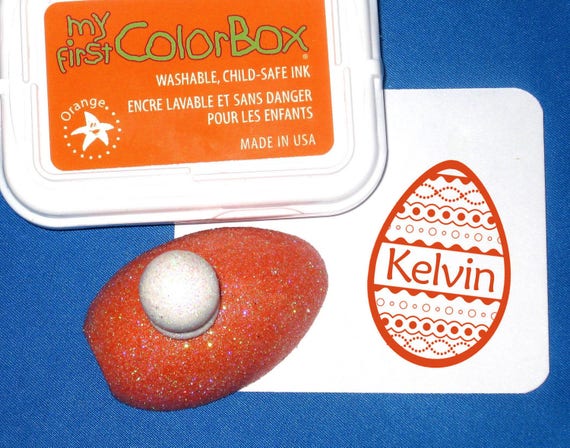 my
first ColorBox®
WASHABLE, CHILD-SAFE INK
ENCRE LAVABLE ET SANS DANGER
POUR LES ENFANTS
Orange
MADE IN USA
Kelvin